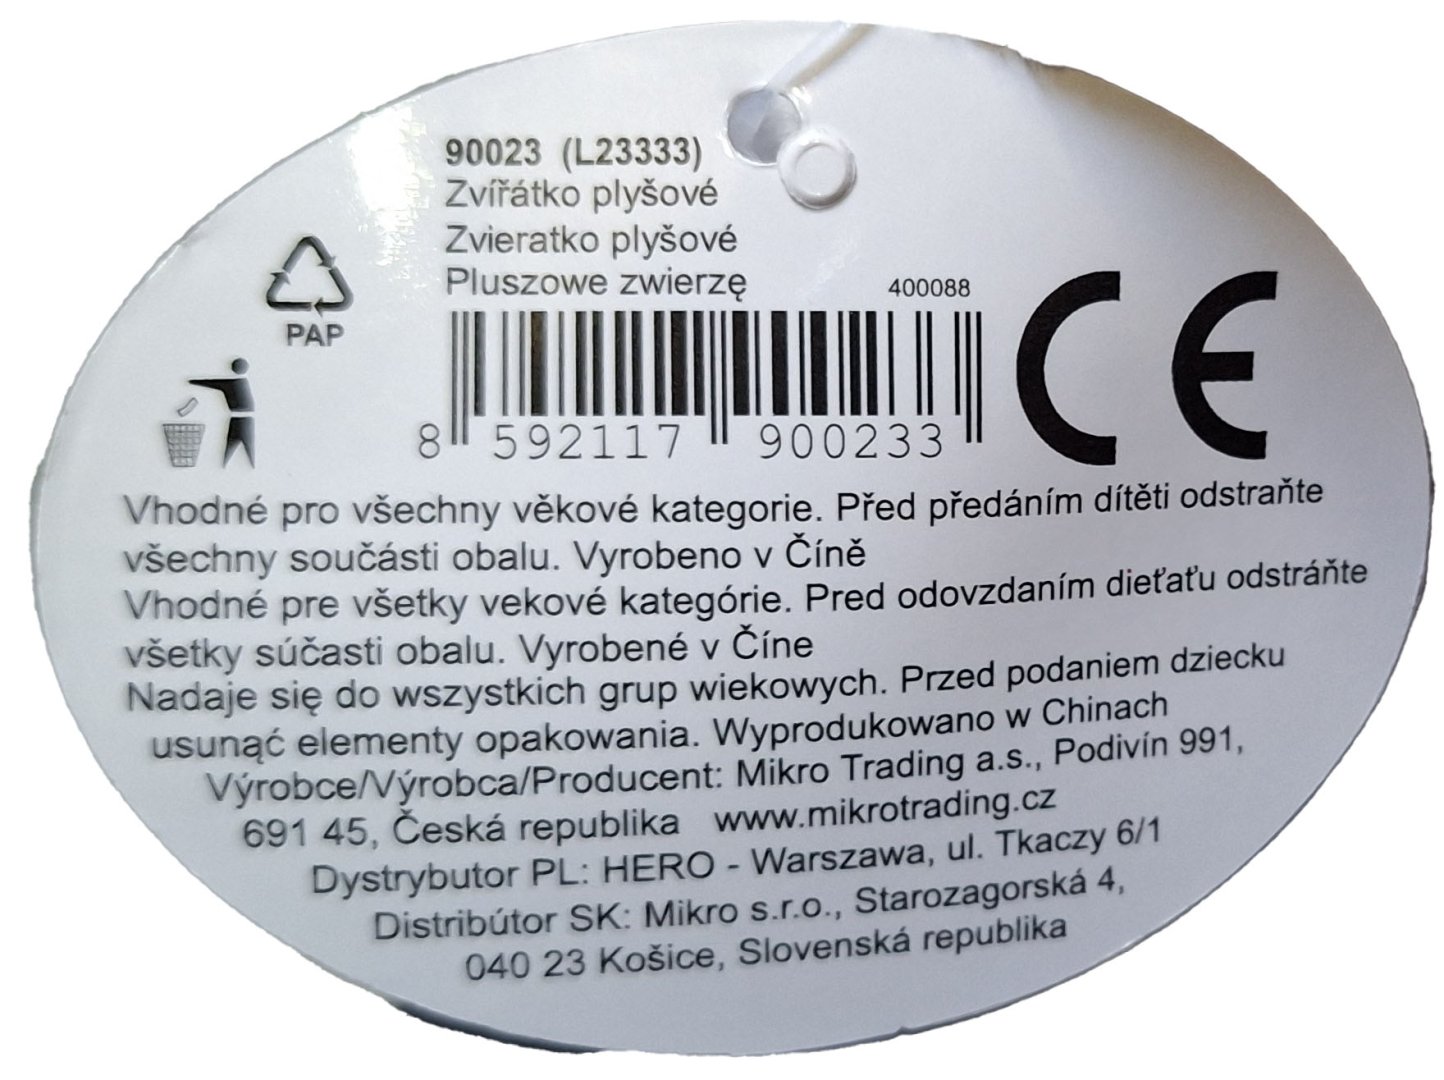 90023 (L23333)
Zvířátko plyšové
Zvieratko plyšové
Pluszowe zwierzę
400088
PAP
8 592117 900233
CE
Vhodné pro všechny věkové kategorie. Před předáním dítěti odstraňte
všechny součásti obalu. Vyrobeno v Číně
Vhodné pre všetky vekové kategórie. Pred odovzdaním dieťaťu odstráňte
všetky súčasti obalu. Vyrobené v Číne
Nadaje się do wszystkich grup wiekowych. Przed podaniem dziecku
usunąć elementy opakowania. Wyprodukowano w Chinach
Výrobce/Výrobca/Producent: Mikro Trading a.s., Podivín 991,
691 45, Česká republika www.mikrotrading.cz
Dystrybutor PL: HERO - Warszawa, ul. Tkaczy 6/1
Distribútor SK: Mikro s.r.o., Starozagorská 4,
040 23 Košice, Slovenská republika